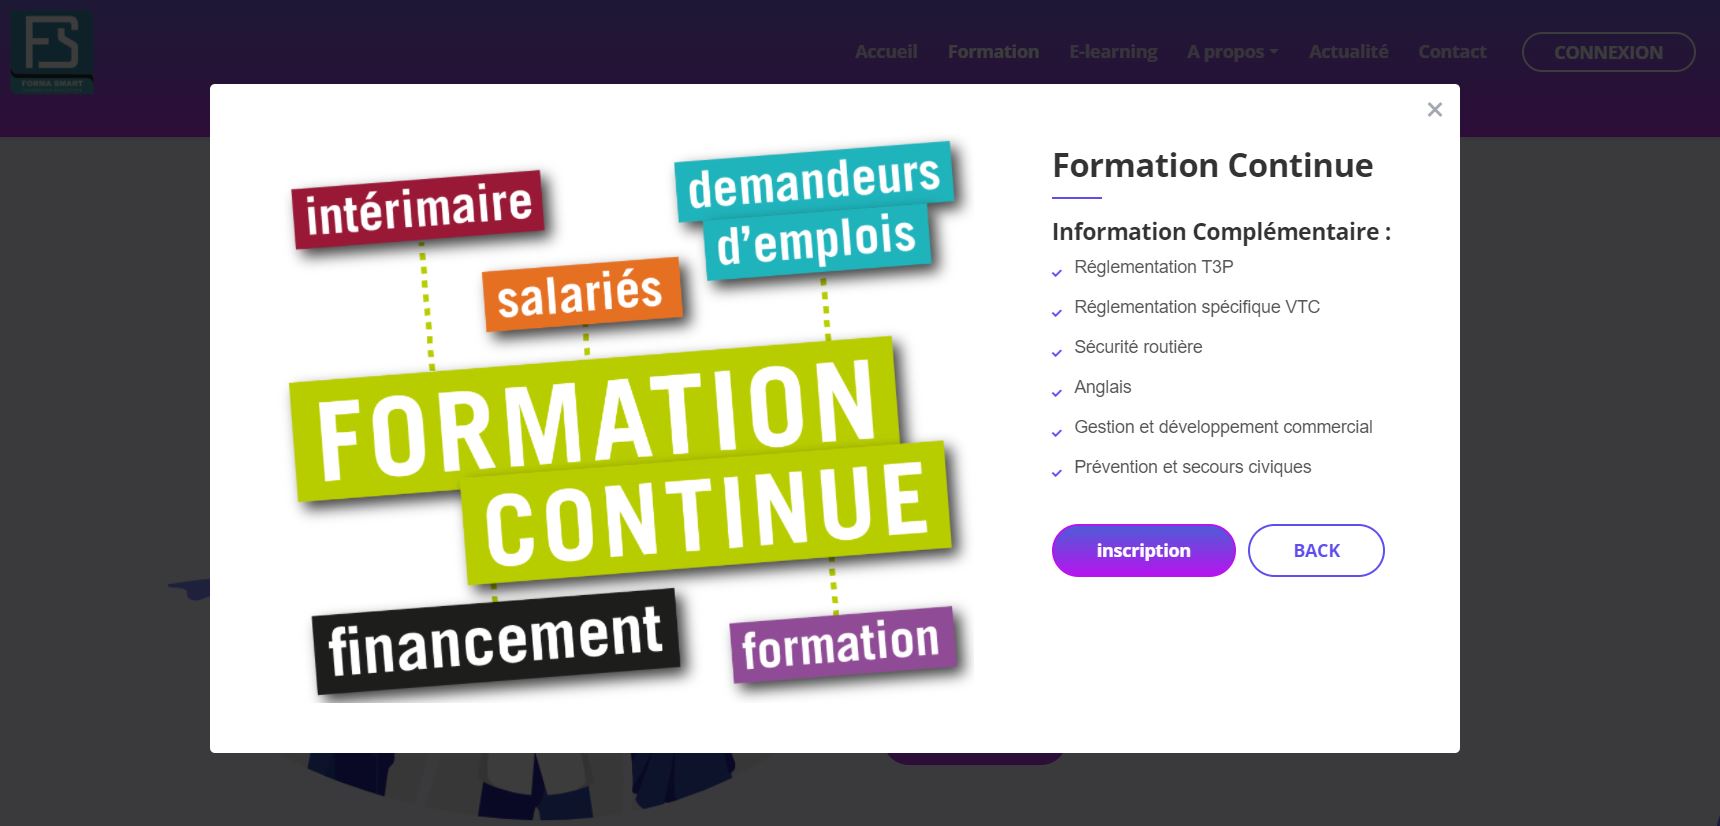 FS
FORMA SMART
Accueil
Formation
E-learning
A propos
Actualité
Contact
CONNEXION
×
intérimaire
demandeurs
d'emplois
salariés
FORMATION
CONTINUE
financement
formation
Formation Continue
Information Complémentaire :
Réglementation T3P
Réglementation spécifique VTC
Sécurité routière
Anglais
Gestion et développement commercial
Prévention et secours civiques
inscription
BACK